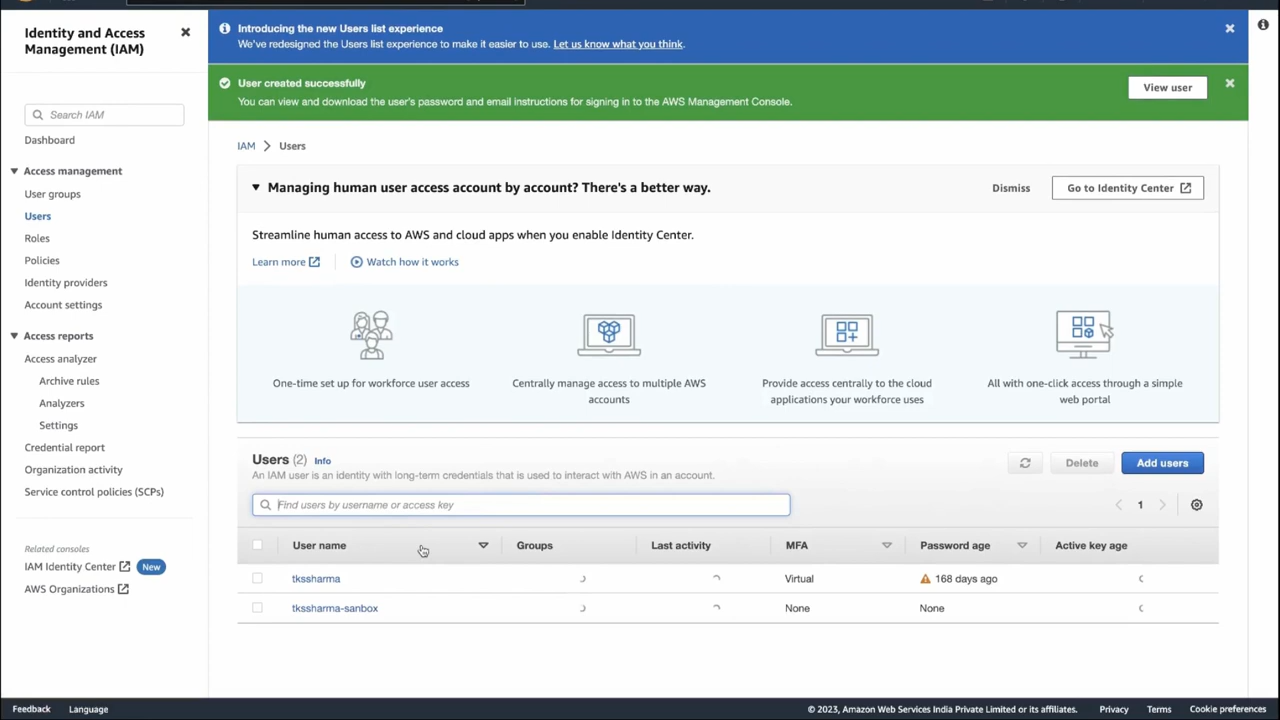 Identity and Access
Management (IAM)
Search IAM
Dashboard
Access management
User groups
Users
Roles
Policies
Identity providers
Account settings
Access reports
Access analyzer
Archive rules
Analyzers
Settings
Credential report
Organization activity
Service control policies (SCPs)
Related consoles
IAM Identity Center New
AWS Organizations
Introducing the new Users list experience
We've redesigned the Users list experience to make it easier to use. Let us know what you think.
User created successfully
You can view and download the user's password and email instructions for signing in to the AWS Management Console.
View user
IAM > Users
Managing human user access account by account? There's a better way.
Dismiss
Go to Identity Center
Streamline human access to AWS and cloud apps when you enable Identity Center.
Learn more
Watch how it works
One-time set up for workforce user access
Centrally manage access to multiple AWS
accounts
Provide access centrally to the cloud
applications your workforce uses
All with one-click access through a simple
web portal
Users (2) Info
An IAM user is an identity with long-term credentials that is used to interact with AWS in an account.
Delete
Add users
Find users by username or access key
1
User name Groups Last activity MFA Password age Active key age
tkssharma Virtual 168 days ago
tkssharma-sanbox None None
Feedback Language © 2023, Amazon Web Services India Private Limited or its affiliates. Privacy Terms Cookie preferences